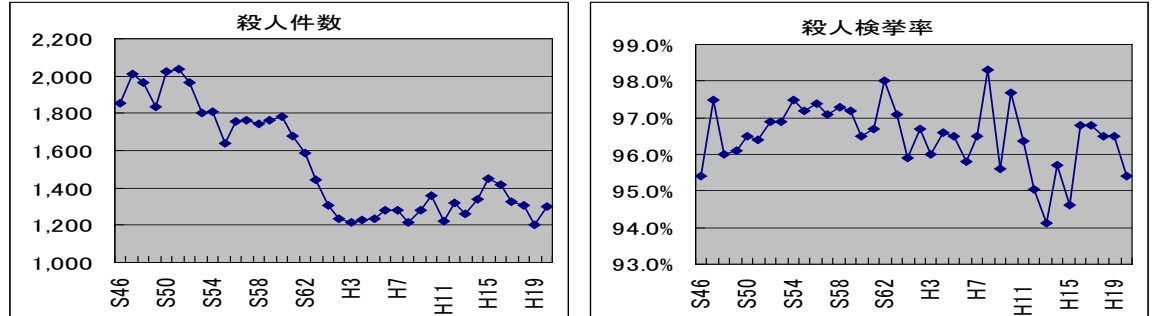 殺人件数
2,200
2,000
1,800
1,600
1,400
1,200
1,000
S46
S50
S54
S58
S62
H3
H7
H11
H15
H19
殺人検挙率
99.0%
98.0%
97.0%
96.0%
95.0%
94.0%
93.0%
S46
S50
S54
S58
S62
H3
H7
H11
H15
H19